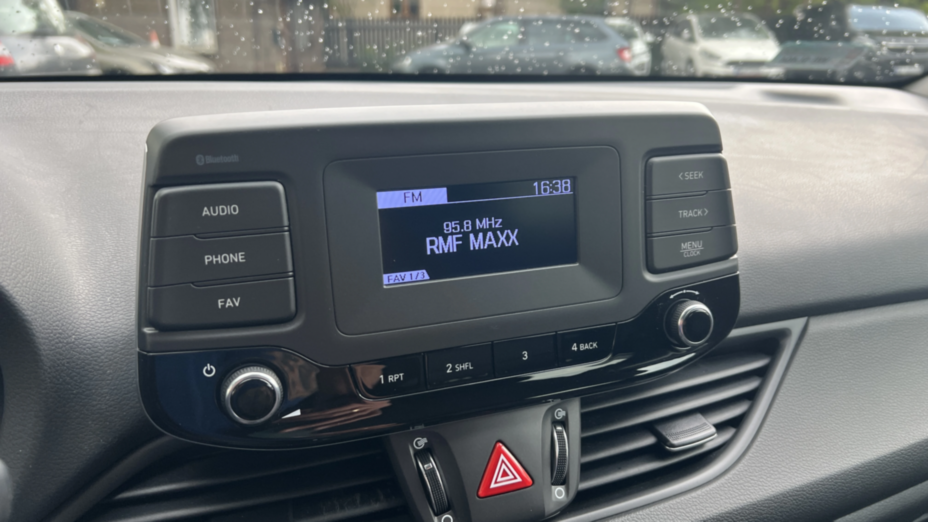 Bluetooth
AUDIO
PHONE
FAV
FM
16:38
95.8 MHz
RMF MAXX
FAV 1/3
< SEEK
TRACK >
MENU
CLOCK
1 RPT
2 SHFL
3
4 BACK